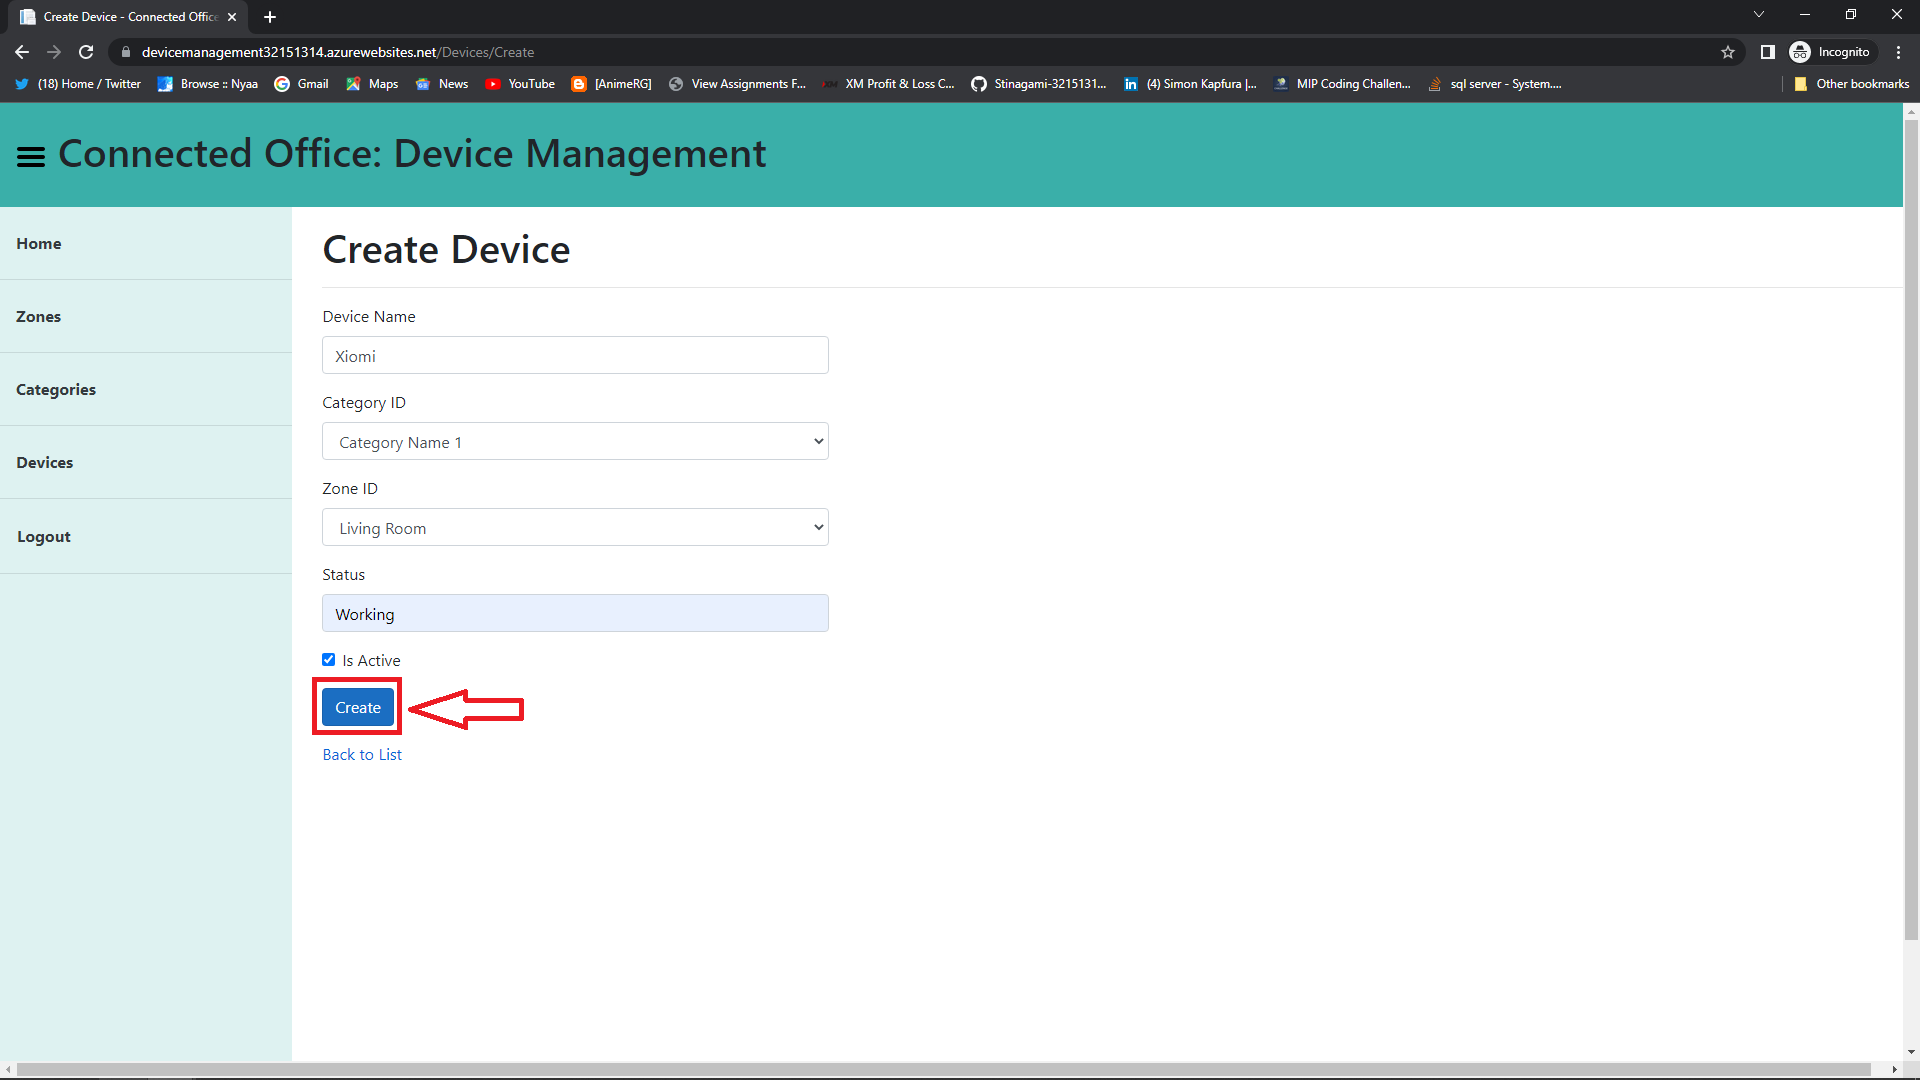 Create Device - Connected Office
devicemanagement32151314.azurewebsites.net/Devices/Create
Incognito
(18) Home / Twitter
Browse :: Nyaa
Gmail
Maps
News
YouTube
[AnimeRG]
View Assignments F...
XM Profit & Loss C...
Stinagami-3215131...
(4) Simon Kapfura |...
MIP Coding Challen...
sql server - System....
Other bookmarks
Connected Office: Device Management
Home
Zones
Categories
Devices
Logout
Create Device
Device Name
Xiomi
Category ID
Category Name 1
Zone ID
Living Room
Status
Working
Is Active
Create
Back to List